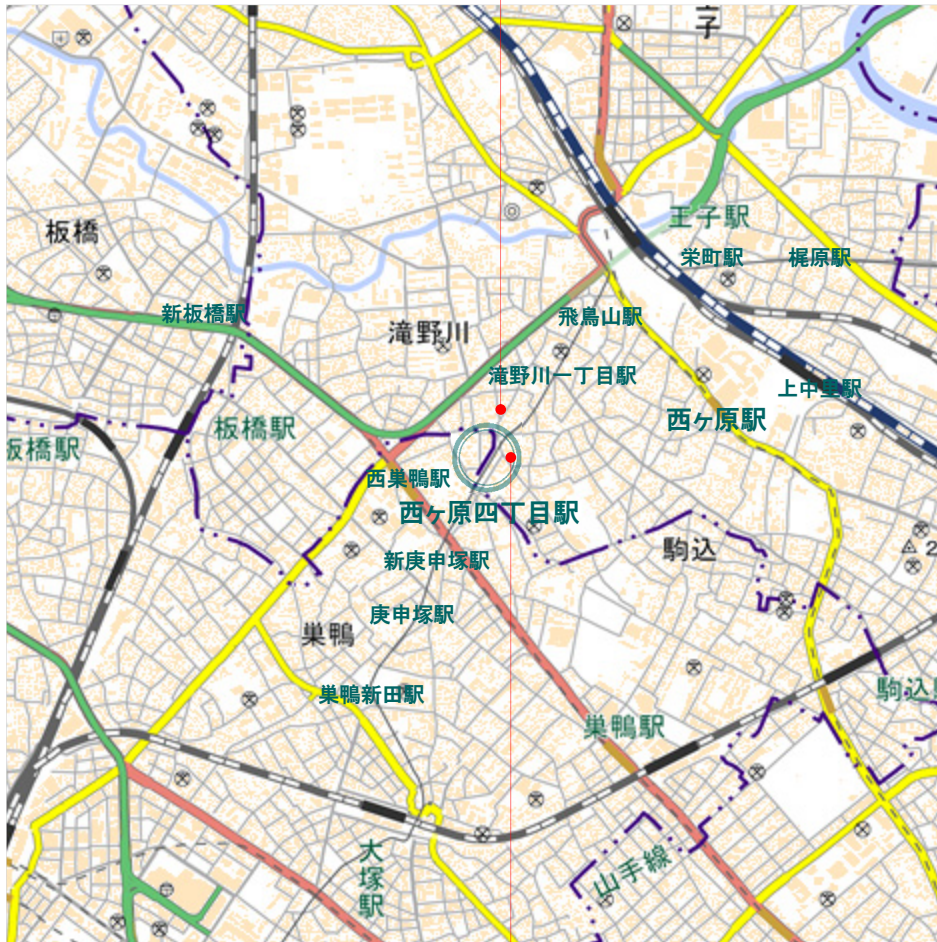 王子
板橋
王子駅
栄町駅
梶原駅
新板橋駅
飛鳥山駅
滝野川
滝野川一丁目駅
上中里駅
板橋駅
西ヶ原駅
板橋駅
西巣鴨駅
西ヶ原四丁目駅
駒込
2
新庚申塚駅
庚申塚駅
巣鴨
巣鴨新田駅
駒込
巣鴨駅
大塚駅
山手線